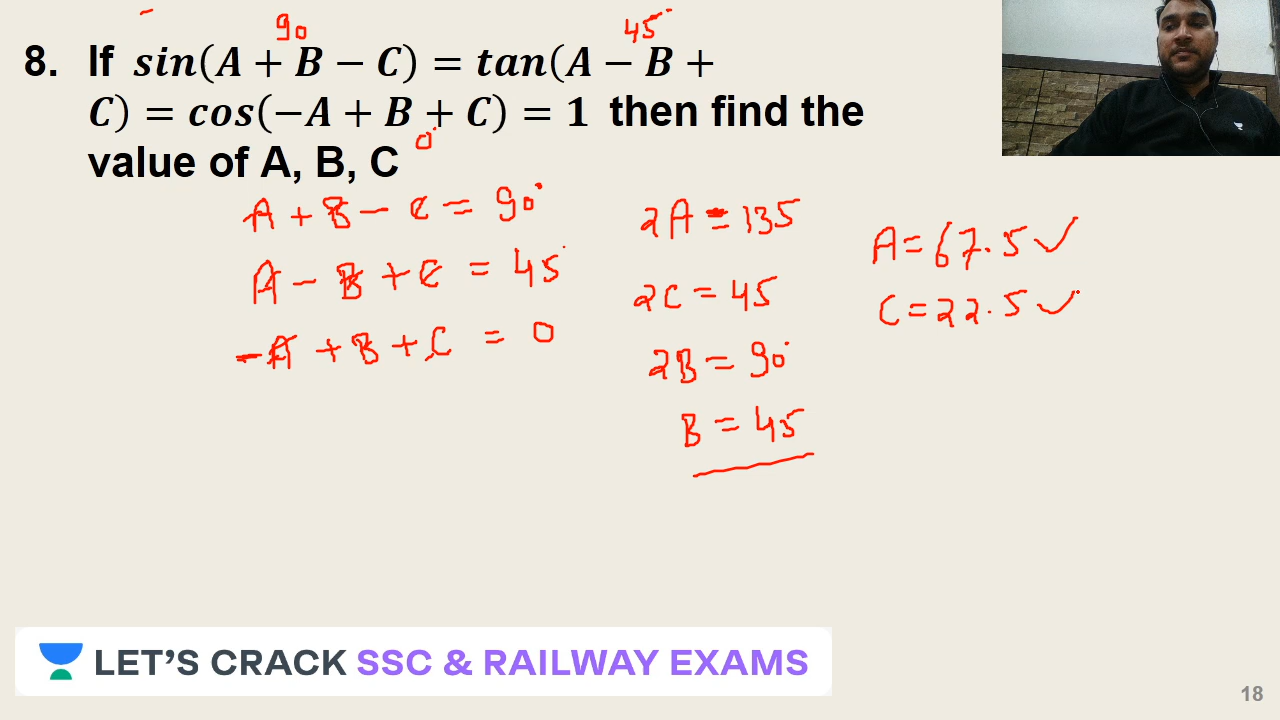 90
45°
8. If sin(A + B − C) = tan(A − B +
C) = cos(−A + B + C) = 1 then find the
0°
value of A, B, C
A + B − C = 90°
A − B + C = 45°
-A + B + C = 0
2A = 135
2C = 45
2B = 90°
B = 45
A = 67.5 ✓
C = 22.5 ✓
LET'S CRACK SSC & RAILWAY EXAMS
18